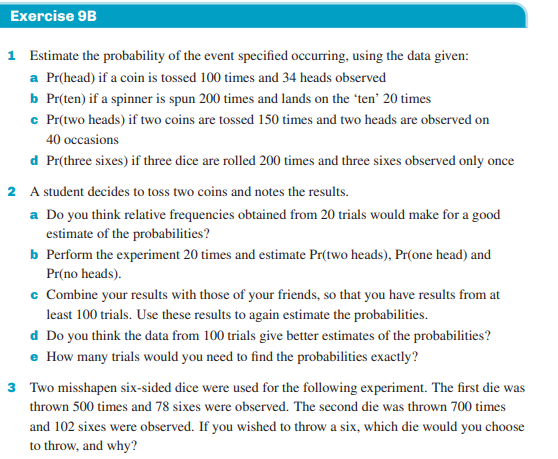 Exercise 9B
1 Estimate the probability of the event specified occurring, using the data given:
a Pr(head) if a coin is tossed 100 times and 34 heads observed
b Pr(ten) if a spinner is spun 200 times and lands on the ‘ten’ 20 times
c Pr(two heads) if two coins are tossed 150 times and two heads are observed on
40 occasions
d Pr(three sixes) if three dice are rolled 200 times and three sixes observed only once
2 A student decides to toss two coins and notes the results.
a Do you think relative frequencies obtained from 20 trials would make for a good
estimate of the probabilities?
b Perform the experiment 20 times and estimate Pr(two heads), Pr(one head) and
Pr(no heads).
c Combine your results with those of your friends, so that you have results from at
least 100 trials. Use these results to again estimate the probabilities.
d Do you think the data from 100 trials give better estimates of the probabilities?
e How many trials would you need to find the probabilities exactly?
3 Two misshapen six-sided dice were used for the following experiment. The first die was
thrown 500 times and 78 sixes were observed. The second die was thrown 700 times
and 102 sixes were observed. If you wished to throw a six, which die would you choose
to throw, and why?